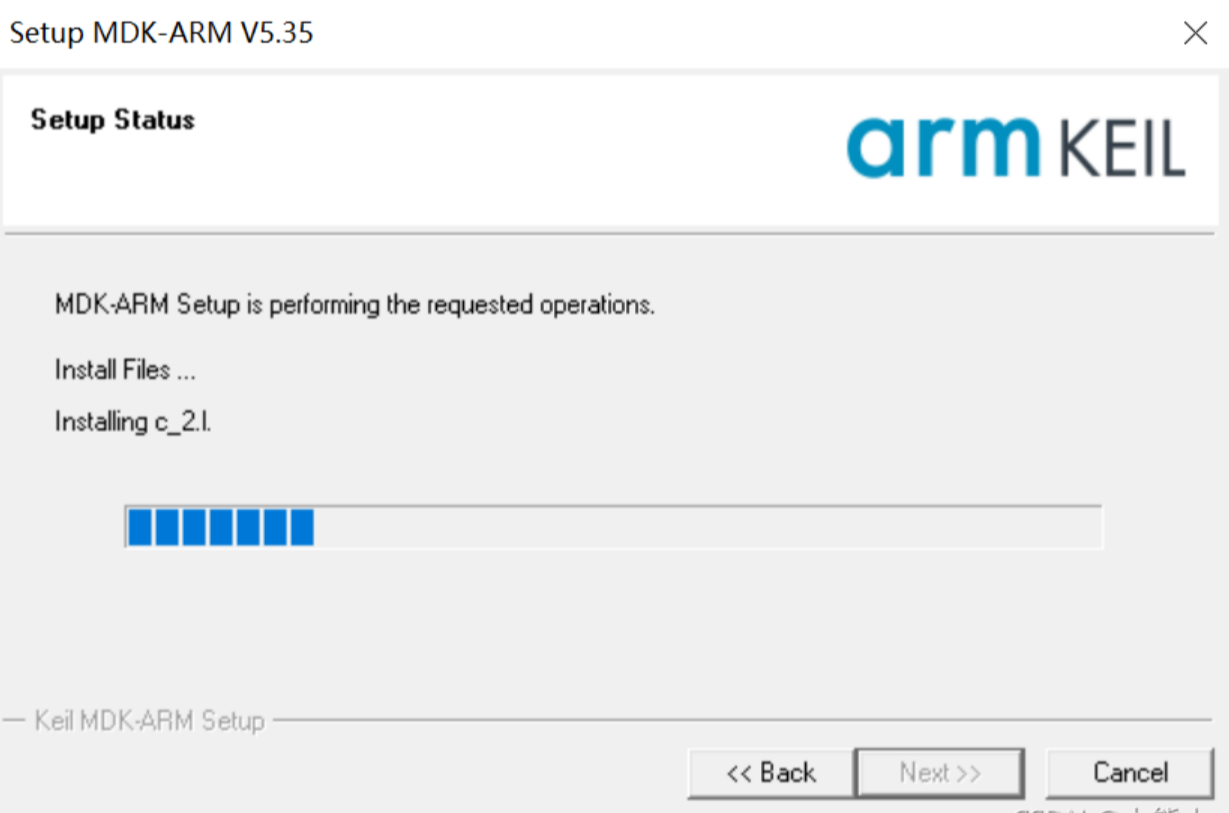 Setup MDK-ARM V5.35
Setup Status
arm KEIL
MDK-ARM Setup is performing the requested operations.
Install Files ...
Installing c_2.l.
Keil MDK-ARM Setup
<< Back
Next >>
Cancel